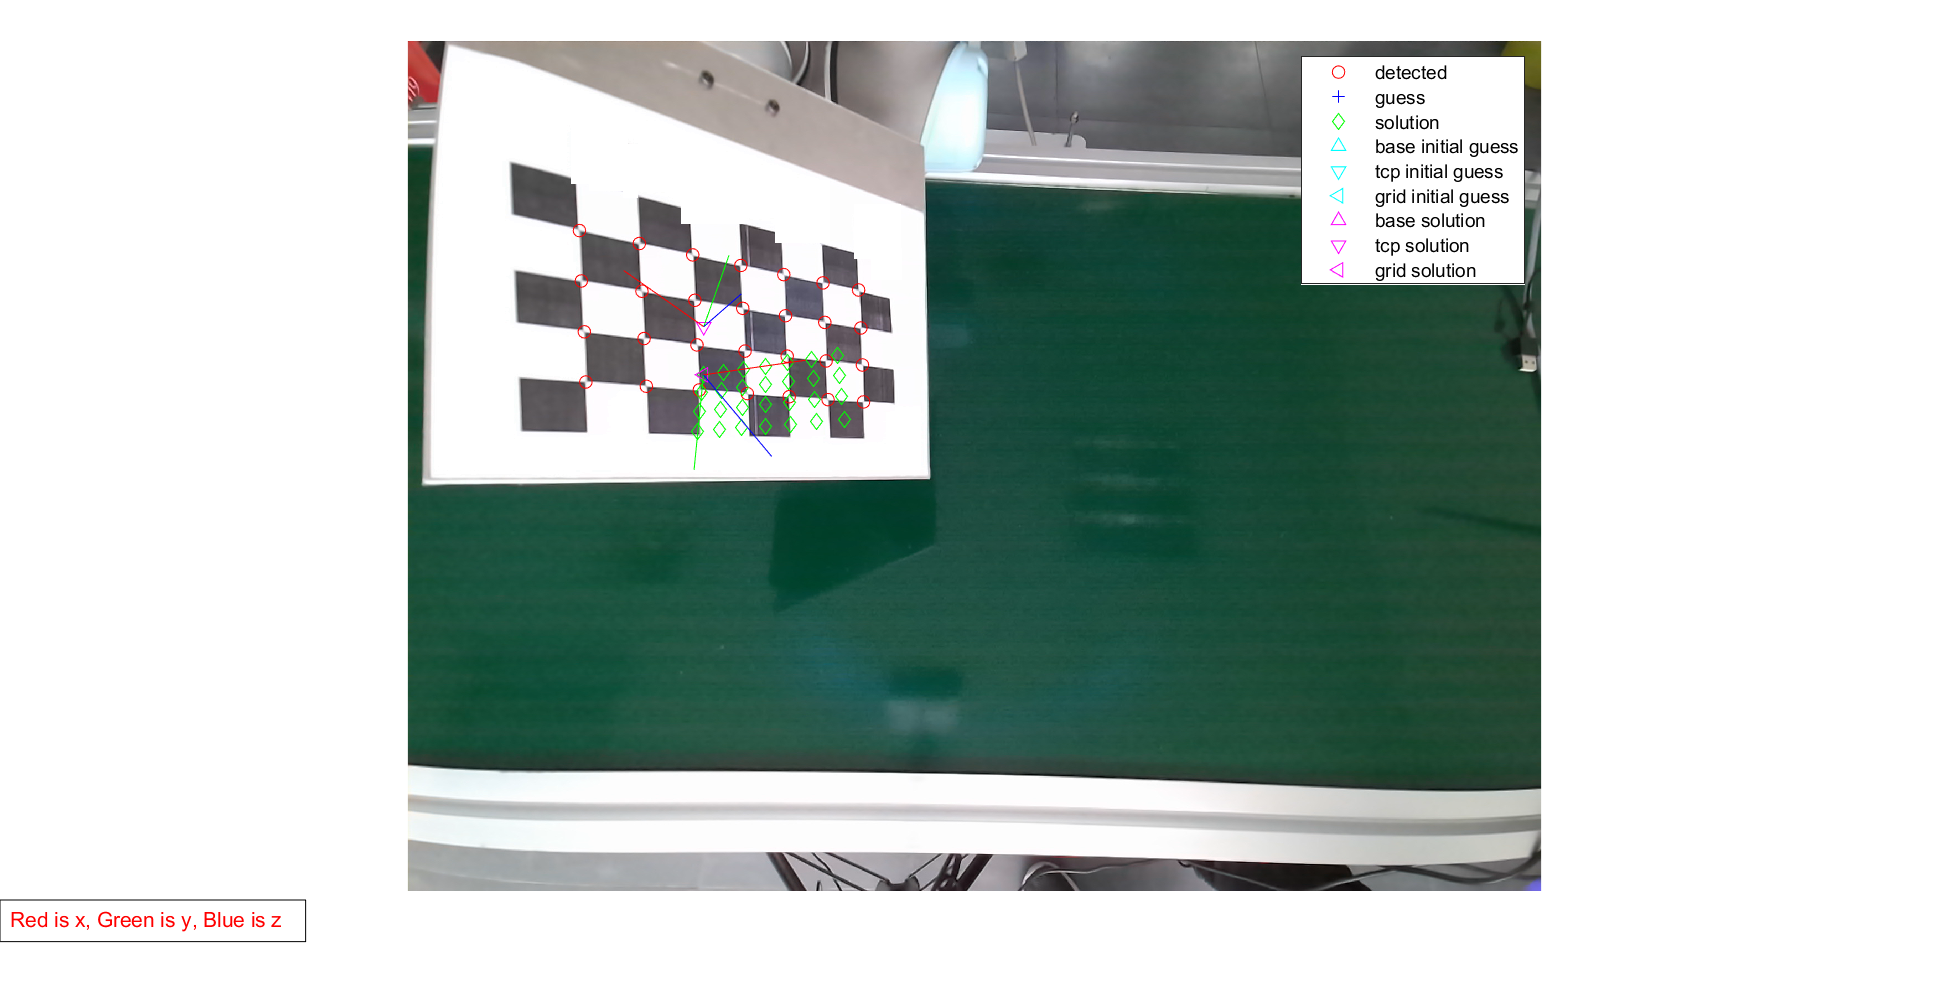 detected
guess
solution
base initial guess
tcp initial guess
grid initial guess
base solution
tcp solution
grid solution
Red is x, Green is y, Blue is z